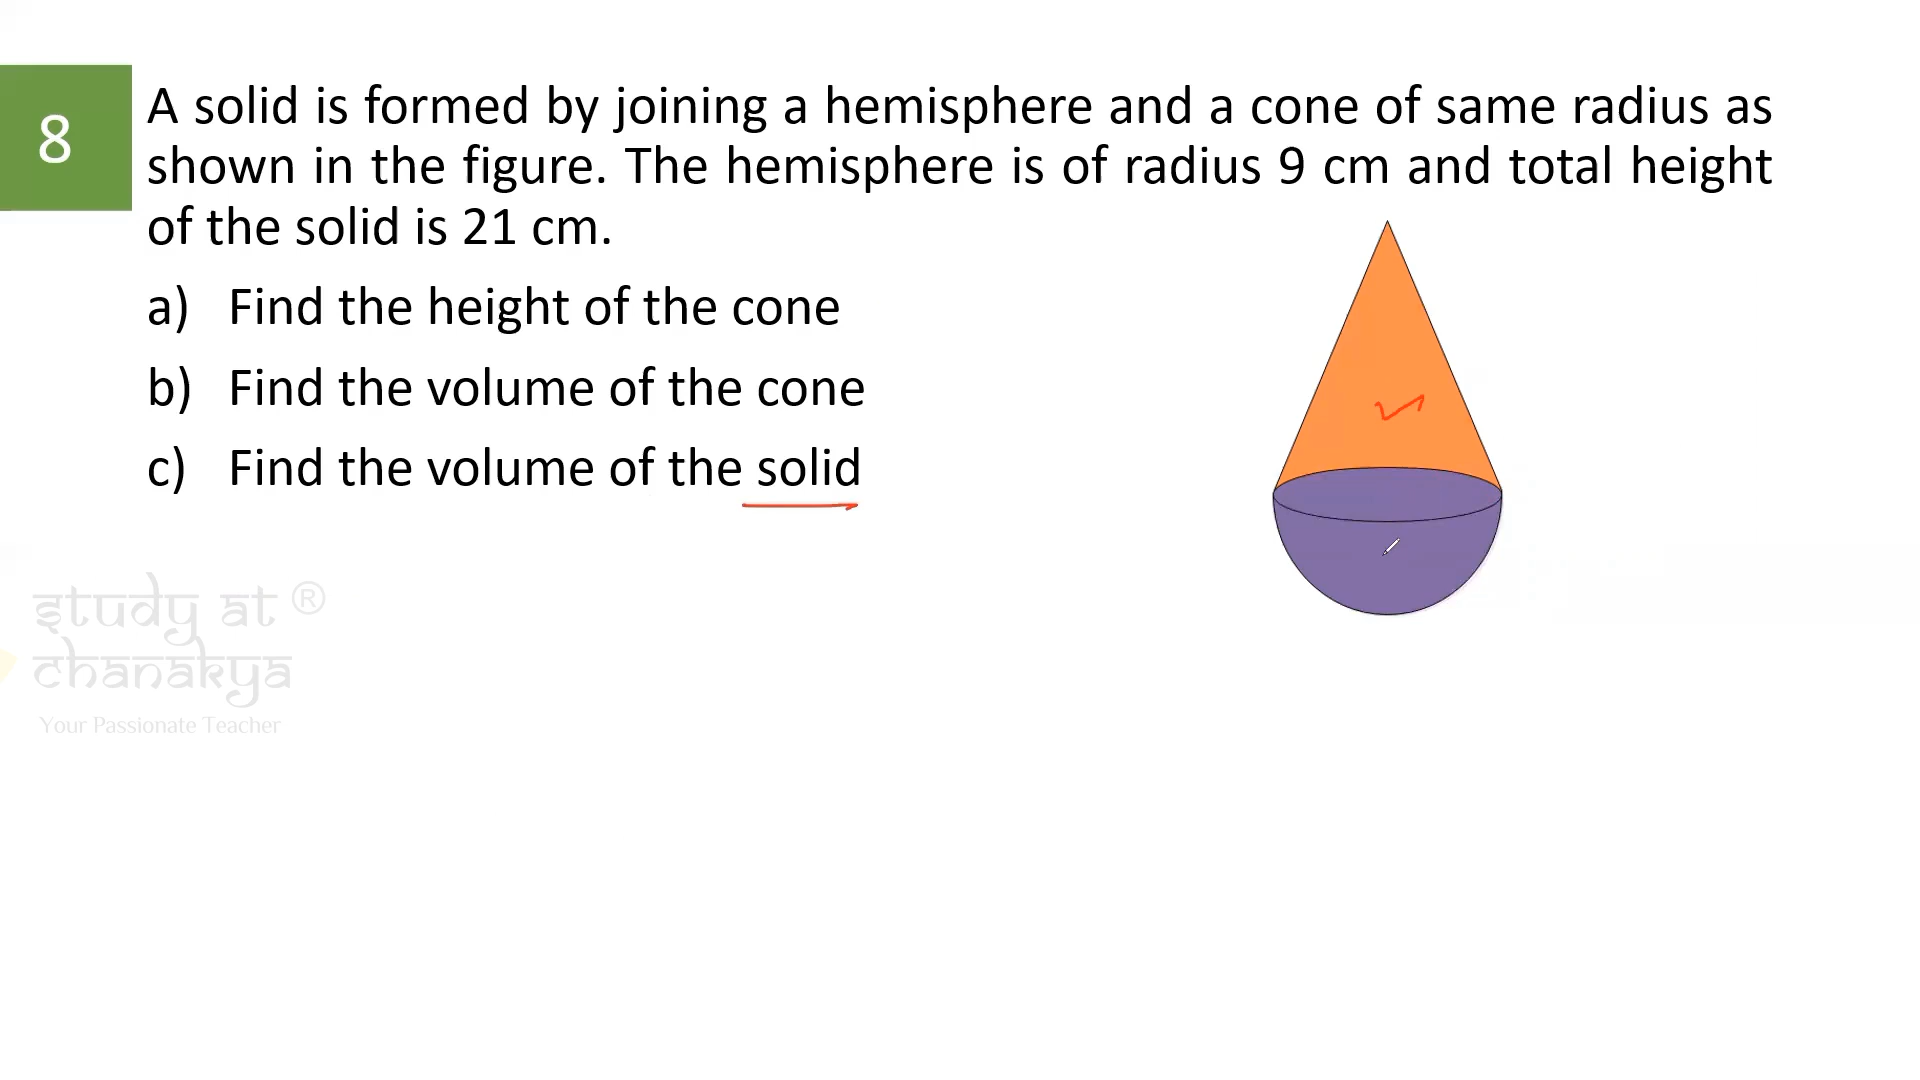 8
A solid is formed by joining a hemisphere and a cone of same radius as
shown in the figure. The hemisphere is of radius 9 cm and total height
of the solid is 21 cm.
a) Find the height of the cone
b) Find the volume of the cone
c) Find the volume of the solid
study at ®
chanakya
Your Passionate Teacher